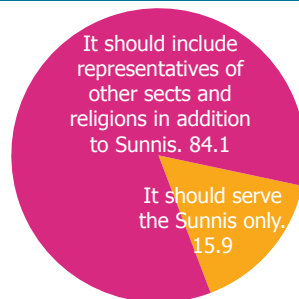 It should include
representatives of
other sects and
religions in addition
to Sunnis. 84.1
It should serve
the Sunnis only.
15.9